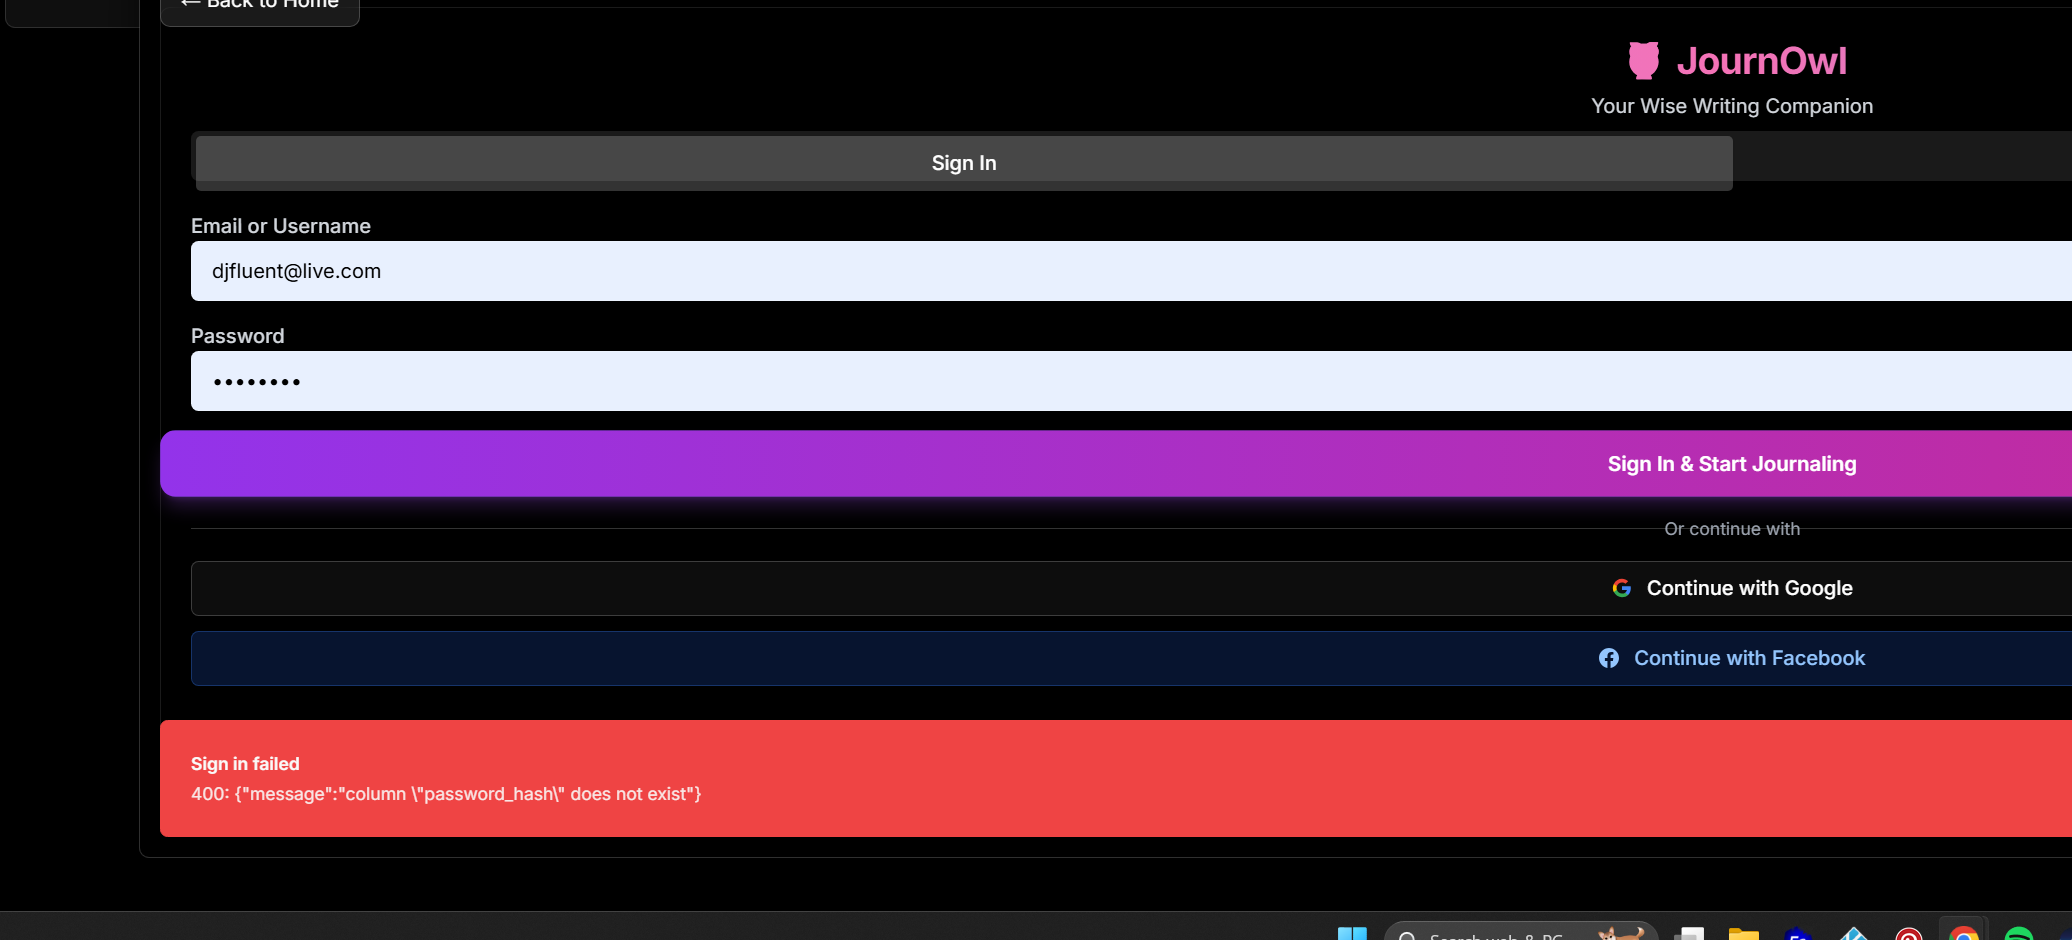 ← Back to Home
JournOwl
Your Wise Writing Companion
Sign In
Email or Username
djfluent@live.com
Password
••••••••
Sign In & Start Journaling
Or continue with
Continue with Google
Continue with Facebook
Sign in failed
400: {"message":"column \"password_hash\" does not exist"}
Search web & PC